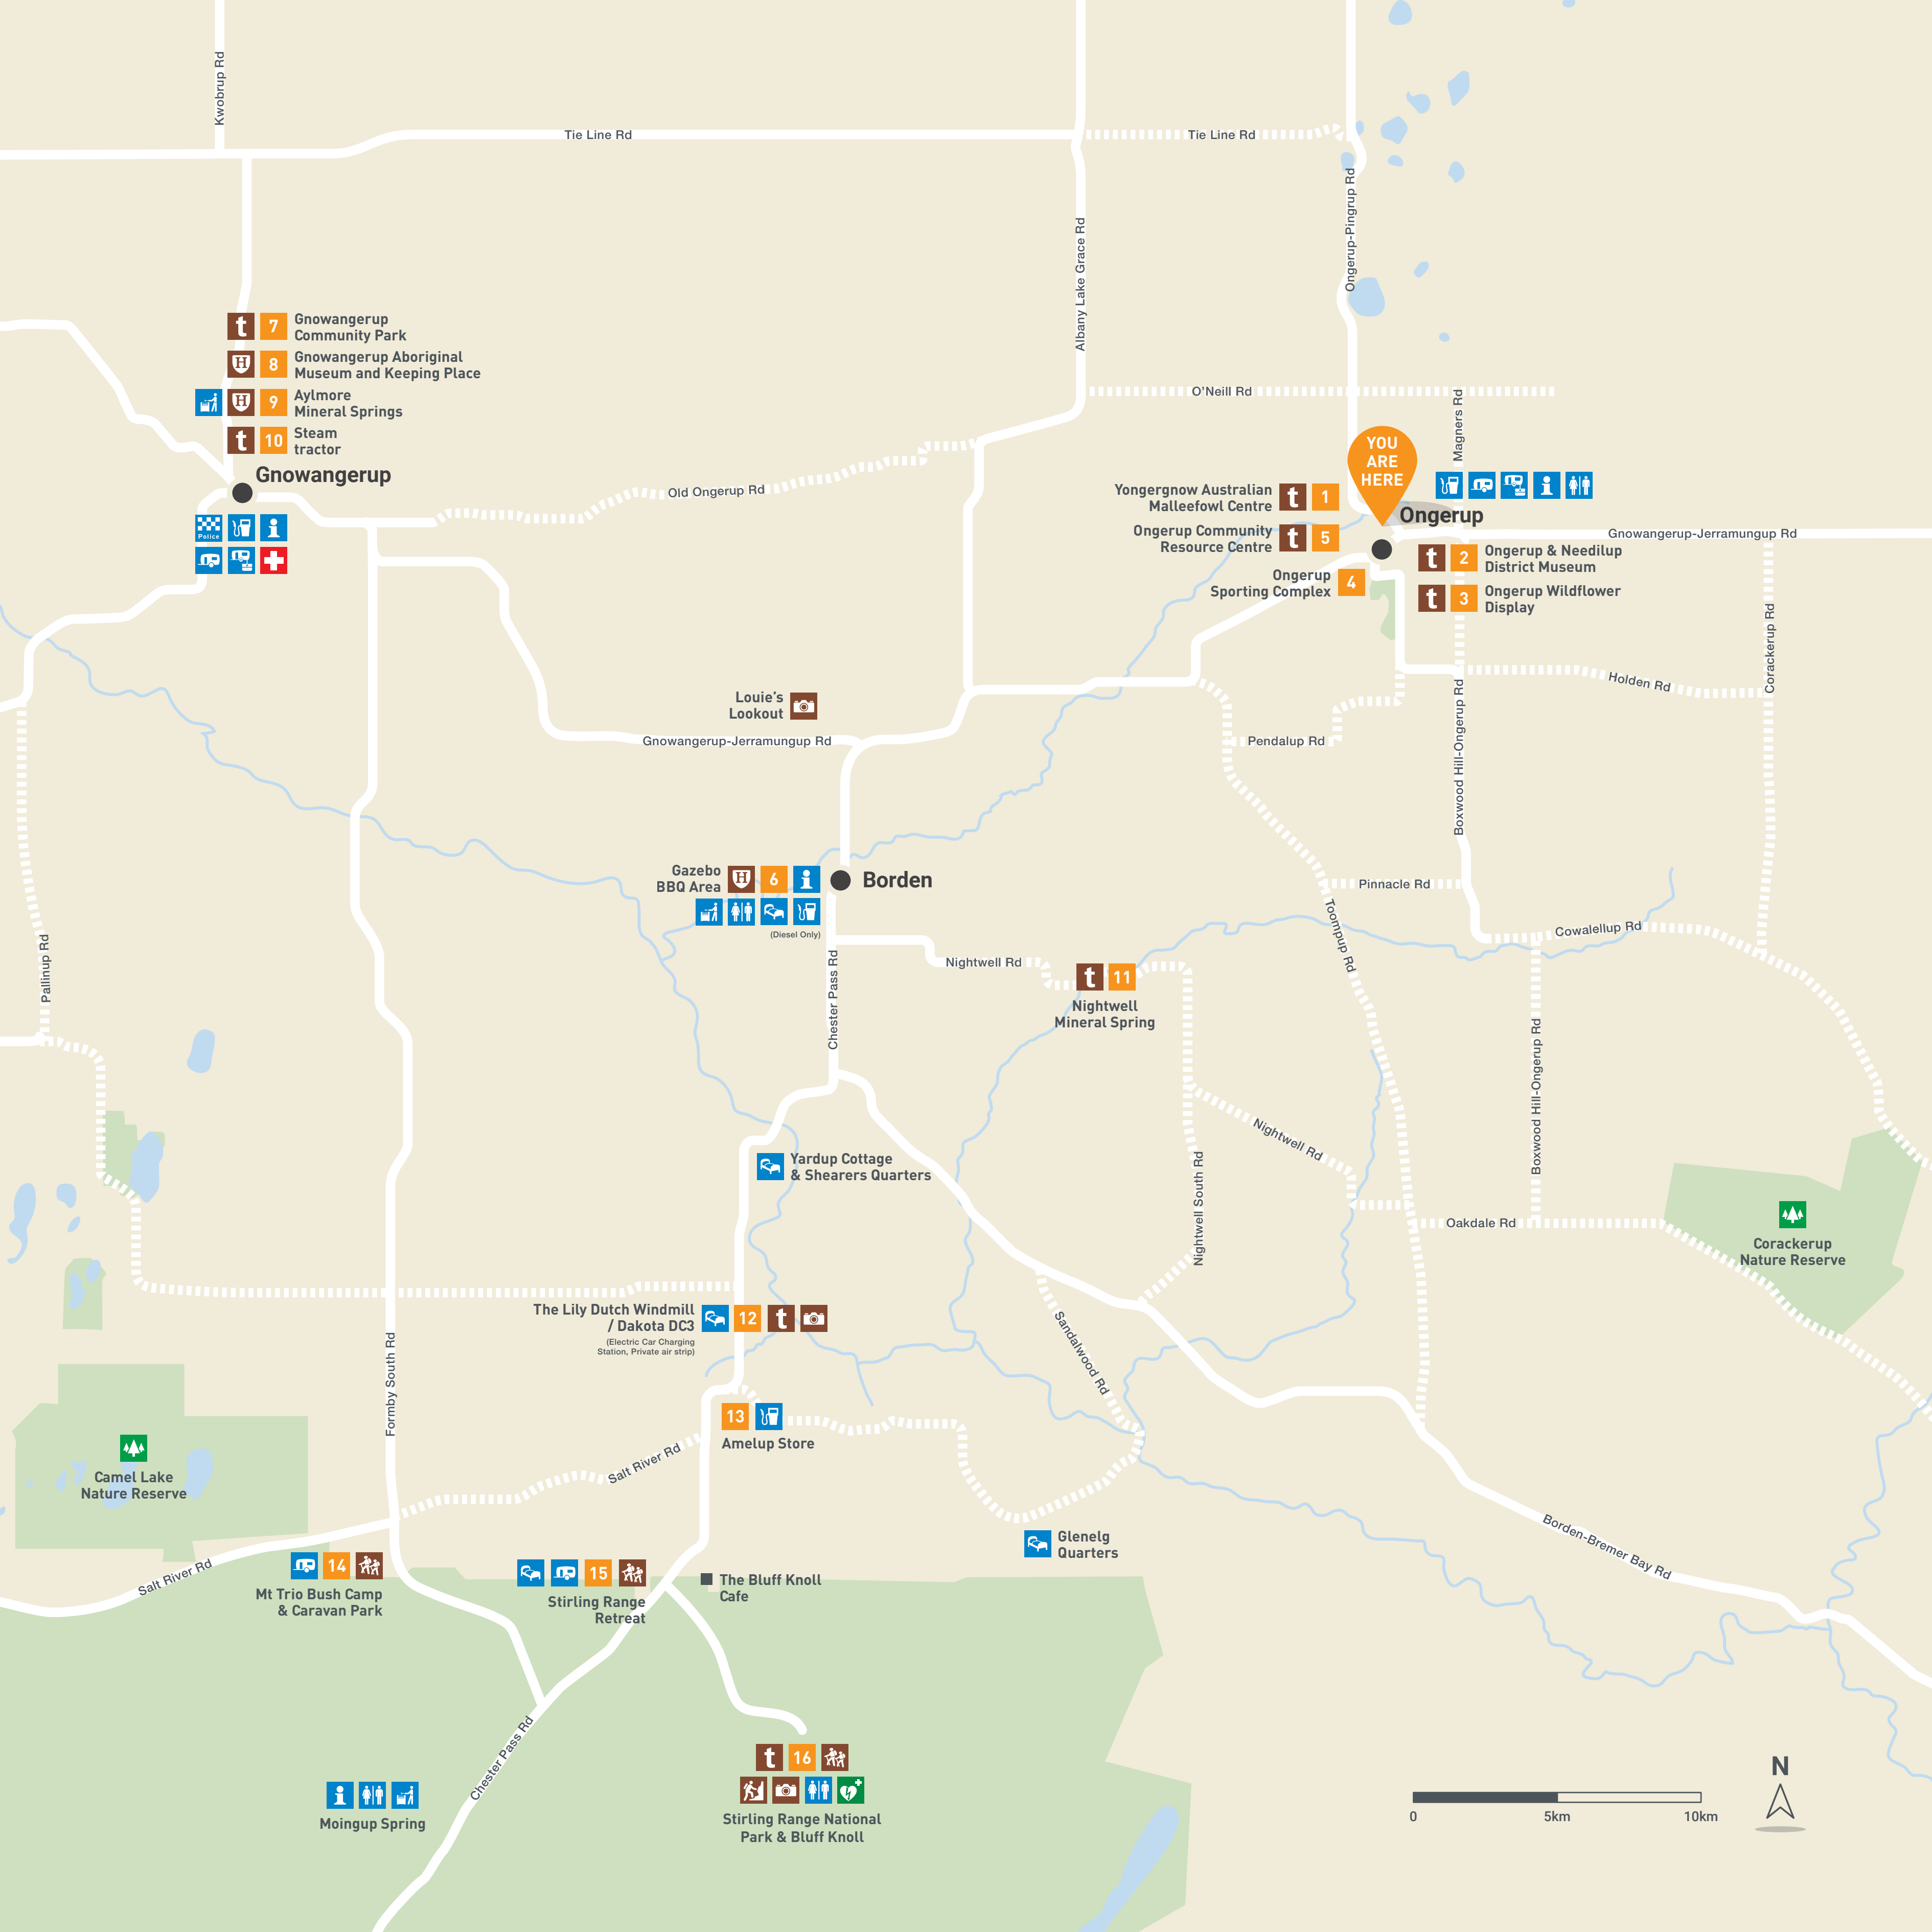 Kwobrup Rd
Tie Line Rd
Tie Line Rd
Albany Lake Grace Rd
Ongerup-Pingrup Rd
7
Gnowangerup
Community Park
8
Gnowangerup Aboriginal
Museum and Keeping Place
9
Aylmore
Mineral Springs
10
Steam
tractor
Gnowangerup
Police
O'Neill Rd
Magners Rd
YOU
ARE
HERE
Old Ongerup Rd
Yongergnow Australian
Malleefowl Centre
1
Ongerup Community
Resource Centre
5
Ongerup
Sporting Complex
4
Ongerup
Gnowangerup-Jerramungup Rd
2
Ongerup & Needilup
District Museum
3
Ongerup Wildflower
Display
Corackerup Rd
Holden Rd
Boxwood Hill-Ongerup Rd
Louie's
Lookout
Gnowangerup-Jerramungup Rd
Pendalup Rd
Gazebo
BBQ Area
6
(Diesel Only)
Borden
Pinnacle Rd
Toompup Rd
Cowalellup Rd
Pallinup Rd
Chester Pass Rd
Nightwell Rd
11
Nightwell
Mineral Spring
Boxwood Hill-Ongerup Rd
Nightwell Rd
Yardup Cottage
& Shearers Quarters
Nightwell South Rd
Oakdale Rd
Corackerup
Nature Reserve
The Lily Dutch Windmill
/ Dakota DC3
(Electric Car Charging
Station, Private air strip)
12
Sandalwood Rd
Formby South Rd
13
Amelup Store
Salt River Rd
Camel Lake
Nature Reserve
Salt River Rd
14
Mt Trio Bush Camp
& Caravan Park
15
Stirling Range
Retreat
The Bluff Knoll
Cafe
Glenelg
Quarters
Borden-Bremer Bay Rd
Chester Pass Rd
16
Stirling Range National
Park & Bluff Knoll
Moingup Spring
N
0
5km
10km